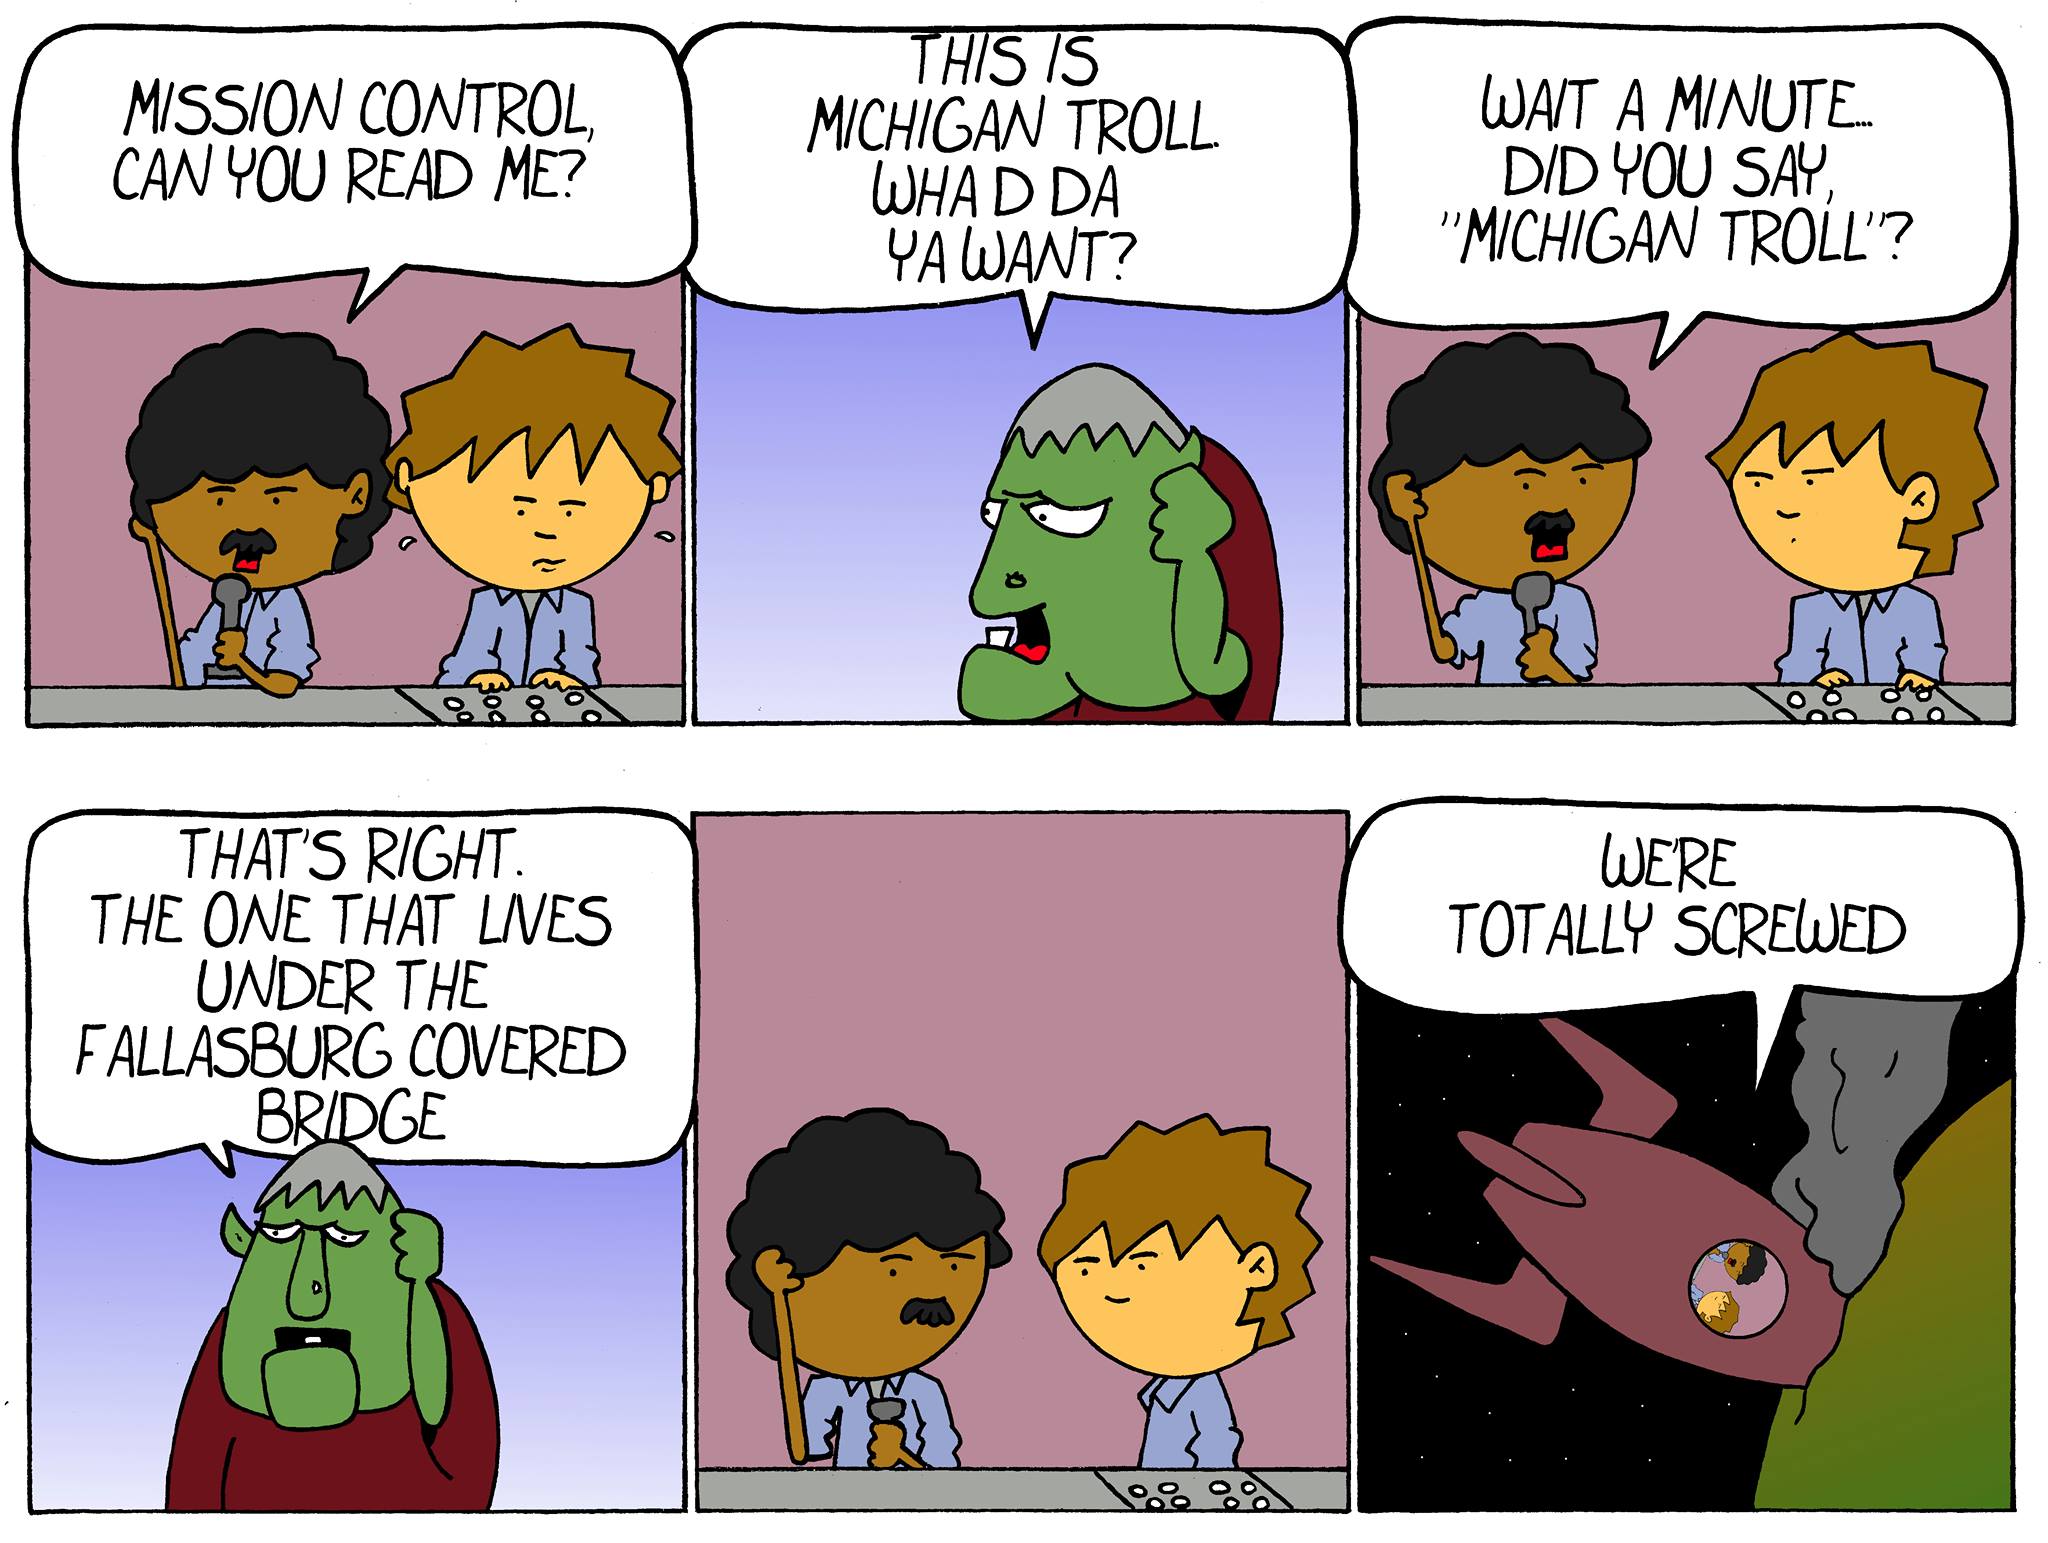 MISSION CONTROL,
CAN YOU READ ME?
THIS IS
MICHIGAN TROLL.
WHAD DA
YA WANT?
WAIT A MINUTE...
DID YOU SAY,
"MICHIGAN TROLL"?
THAT'S RIGHT.
THE ONE THAT LIVES
UNDER THE
FALLASBURG COVERED
BRIDGE
WE'RE
TOTALLY SCREWED